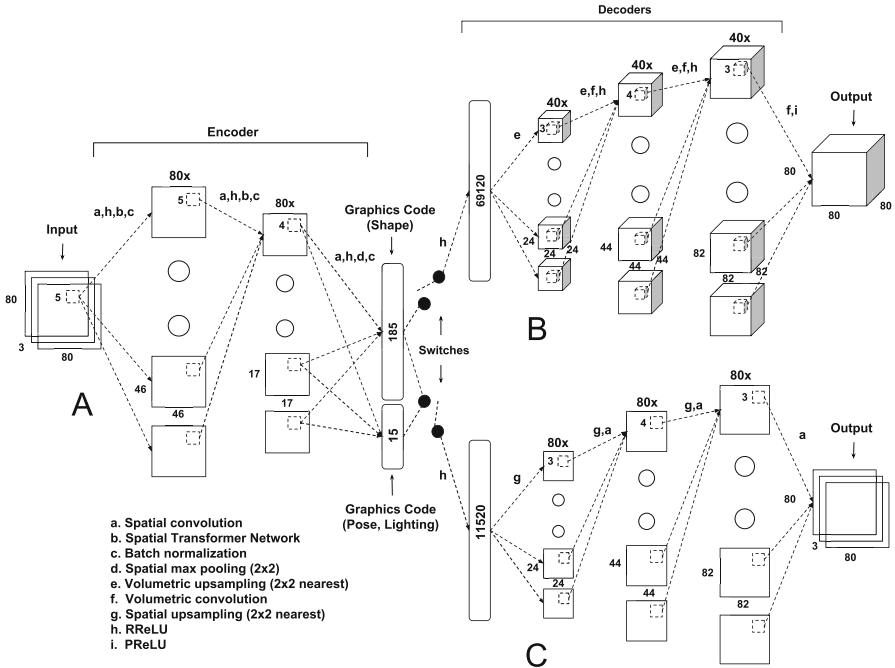 Decoders
Encoder
Input
80
3
80
5
A
a,h,b,c
80x
5
46
46
a,h,b,c
80x
4
17
17
a,h,d,c
Graphics Code
(Shape)
185
15
Graphics Code
(Pose, Lighting)
Switches
h
h
69120
e
40x
3
24
24
24
e,f,h
40x
4
44
44
44
e,f,h
40x
3
82
82
82
f,i
Output
80
80
80
B
11520
g
80x
3
24
24
g,a
80x
4
44
44
g,a
80x
3
82
82
a
Output
80
3
80
C
a. Spatial convolution
b. Spatial Transformer Network
c. Batch normalization
d. Spatial max pooling (2x2)
e. Volumetric upsampling (2x2 nearest)
f. Volumetric convolution
g. Spatial upsampling (2x2 nearest)
h. RReLU
i. PReLU